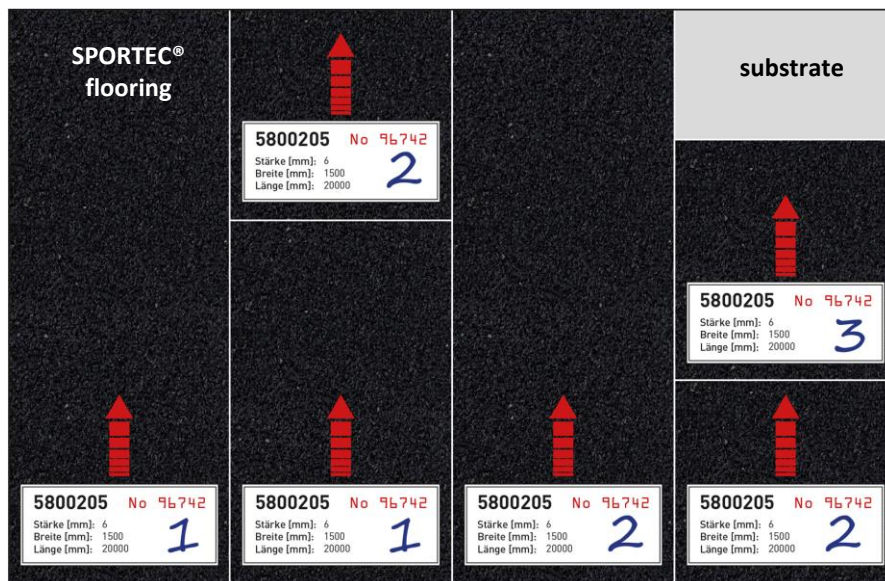 SPORTEC®
flooring
substrate
5800205 No 96742
Stärke [mm]: 6
Breite [mm]: 1500
Länge [mm]: 20000
2
5800205 No 96742
Stärke [mm]: 6
Breite [mm]: 1500
Länge [mm]: 20000
3
5800205 No 96742
Stärke [mm]: 6
Breite [mm]: 1500
Länge [mm]: 20000
1
5800205 No 96742
Stärke [mm]: 6
Breite [mm]: 1500
Länge [mm]: 20000
1
5800205 No 96742
Stärke [mm]: 6
Breite [mm]: 1500
Länge [mm]: 20000
2
5800205 No 96742
Stärke [mm]: 6
Breite [mm]: 1500
Länge [mm]: 20000
2